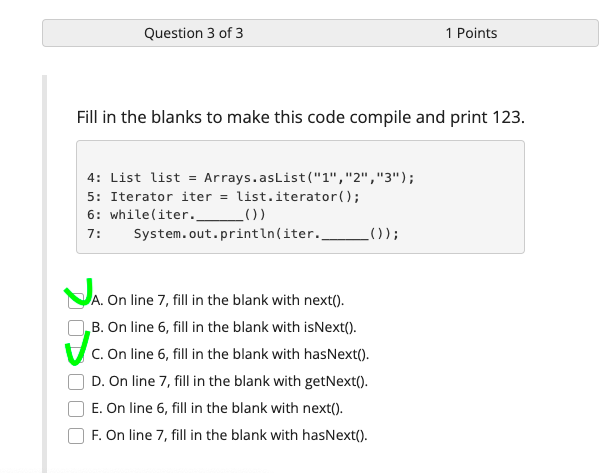 Question 3 of 3 1 Points
Fill in the blanks to make this code compile and print 123.
4: List list = Arrays.asList("1","2","3");
5: Iterator iter = list.iterator();
6: while(iter.______())
7:    System.out.println(iter.______());
A. On line 7, fill in the blank with next().
B. On line 6, fill in the blank with isNext().
C. On line 6, fill in the blank with hasNext().
D. On line 7, fill in the blank with getNext().
E. On line 6, fill in the blank with next().
F. On line 7, fill in the blank with hasNext().